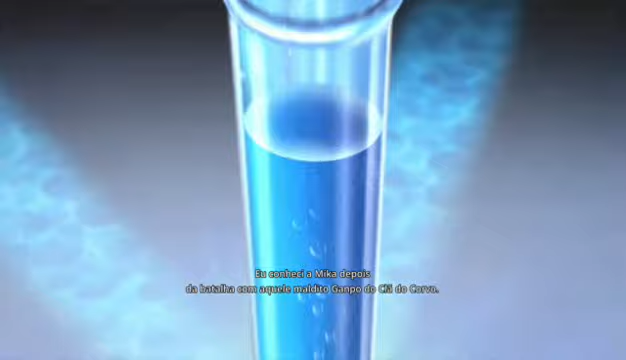 Eu conheci a Mika depois
da batalha com aquele maldito Ganpo do Clã do Corvo.